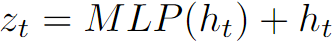 z_t = MLP(h_t) + h_t